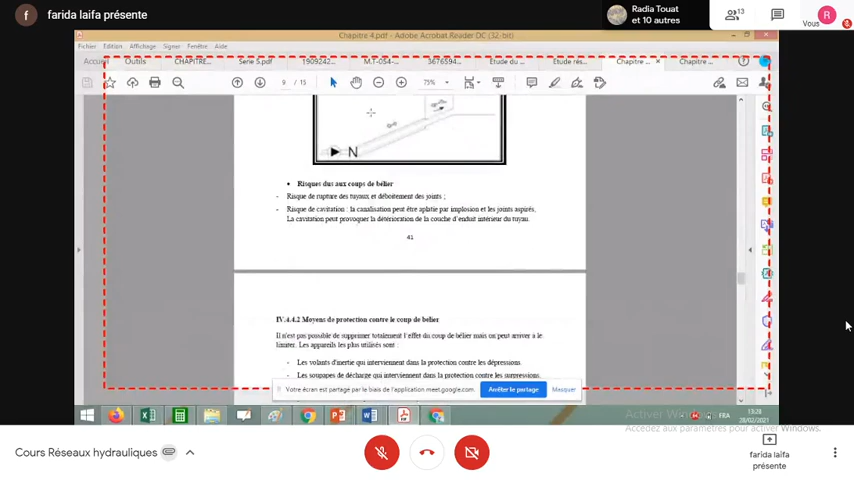 f
farida laifa présente
Radia Touat
et 10 autres
13
R
Vous
Chapitre 4.pdf - Adobe Acrobat Reader DC (32-bit)
Fichier Edition Affichage Signer Fenêtre Aide
Accueil Outils CHAPITRE... Serie 5.pdf 1909242... M.T-054-... 3676594... Etude du ... Etude rés... Chapitre ... × Chapitre ...
9 / 15 75%
N
• Risques dus aux coups de bélier
- Risque de rupture des tuyaux et déboitement des joints ;
- Risque de cavitation : la canalisation peut être aplatie par implosion et les joints aspirés.
La cavitation peut provoquer la détérioration de la couche d'enduit intérieur du tuyau.
41
IV.4.4.2 Moyens de protection contre le coup de bélier
Il n'est pas possible de supprimer totalement l'effet du coup de bélier mais on peut arriver à le
limiter. Les appareils les plus utilisés sont :
- Les volants d'inertie qui interviennent dans la protection contre les dépressions.
- Les soupapes de décharge qui interviennent dans la protection contre les surpressions.
Votre écran est partagé par le biais de l'application meet.google.com. Arrêter le partage Masquer
FRA
13:28
28/02/2021
Activer Windows
Accédez aux paramètres pour activer Windows.
Cours Réseaux hydrauliques
farida laifa
présente